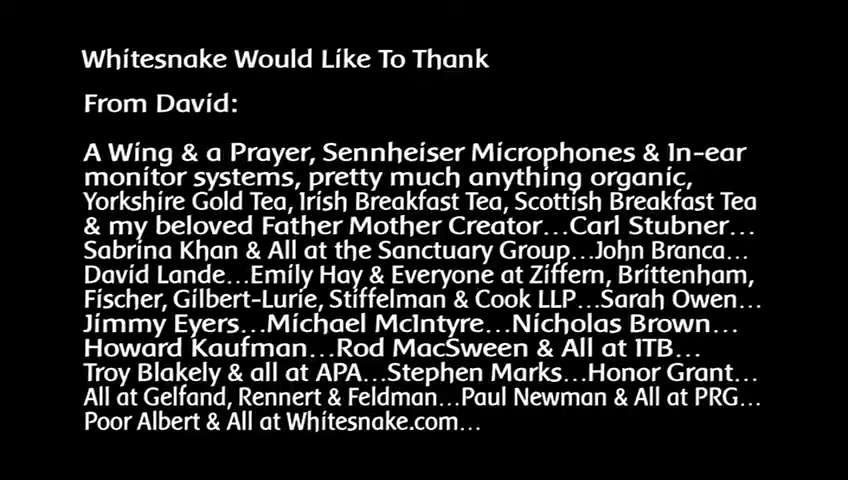 Whitesnake Would Like To Thank
From David:
A Wing & a Prayer, Sennheiser Microphones & In-ear
monitor systems, pretty much anything organic,
Yorkshire Gold Tea, Irish Breakfast Tea, Scottish Breakfast Tea
& my beloved Father Mother Creator...Carl Stubner...
Sabrina Khan & All at the Sanctuary Group...John Branca...
David Lande...Emily Hay & Everyone at Ziffern, Brittenham,
Fischer, Gilbert-Lurie, Stiffelman & Cook LLP...Sarah Owen...
Jimmy Eyers...Michael McIntyre...Nicholas Brown...
Howard Kaufman...Rod MacSween & All at ITB...
Troy Blakely & all at APA...Stephen Marks...Honor Grant...
All at Gelfand, Rennert & Feldman...Paul Newman & All at PRG...
Poor Albert & All at Whitesnake.com...